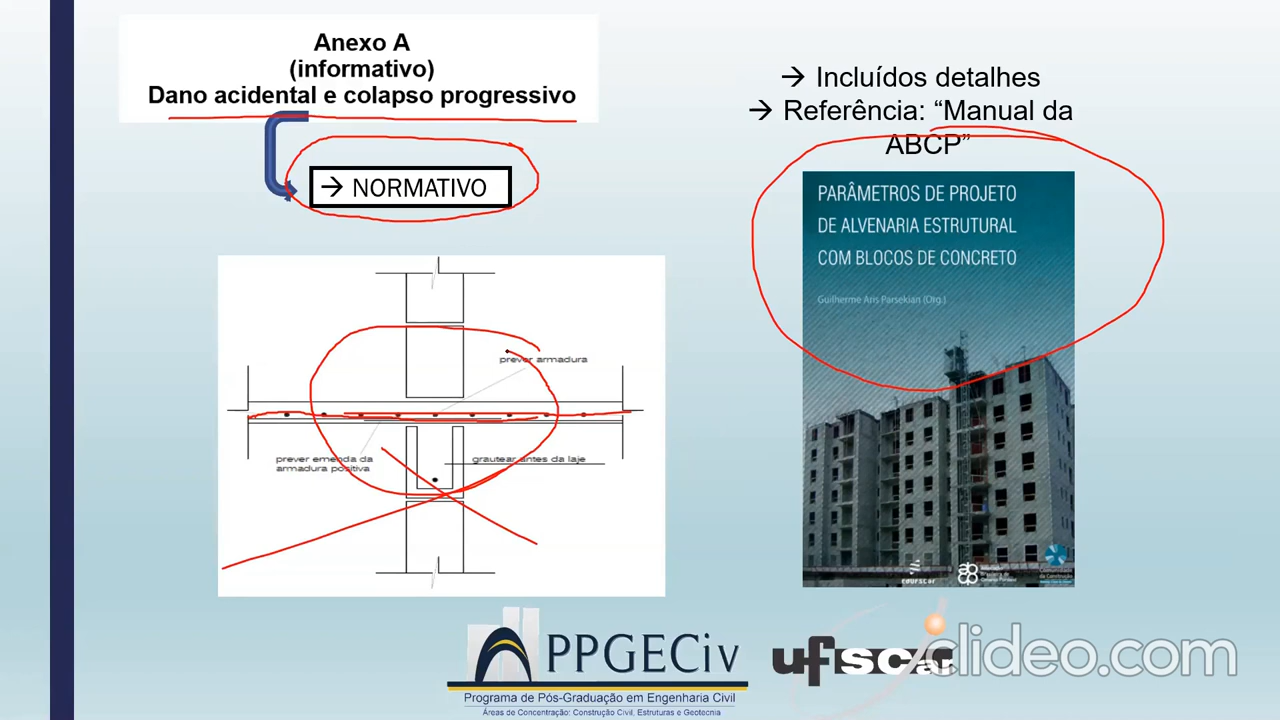 Anexo A
(informativo)
Dano acidental e colapso progressivo
→ NORMATIVO
→ Incluídos detalhes
→ Referência: “Manual da
ABCP”
PARÂMETROS DE PROJETO
DE ALVENARIA ESTRUTURAL
COM BLOCOS DE CONCRETO
Guilherme Aris Parsekian (Org.)
prever armadura
prever emenda da
armadura positiva
grautear antes da laje
EDUFSCAR
PPGECiv
Programa de Pós-Graduação em Engenharia Civil
Áreas de Concentração: Construção Civil, Estruturas e Geotecnia
ufscar
clideo.com